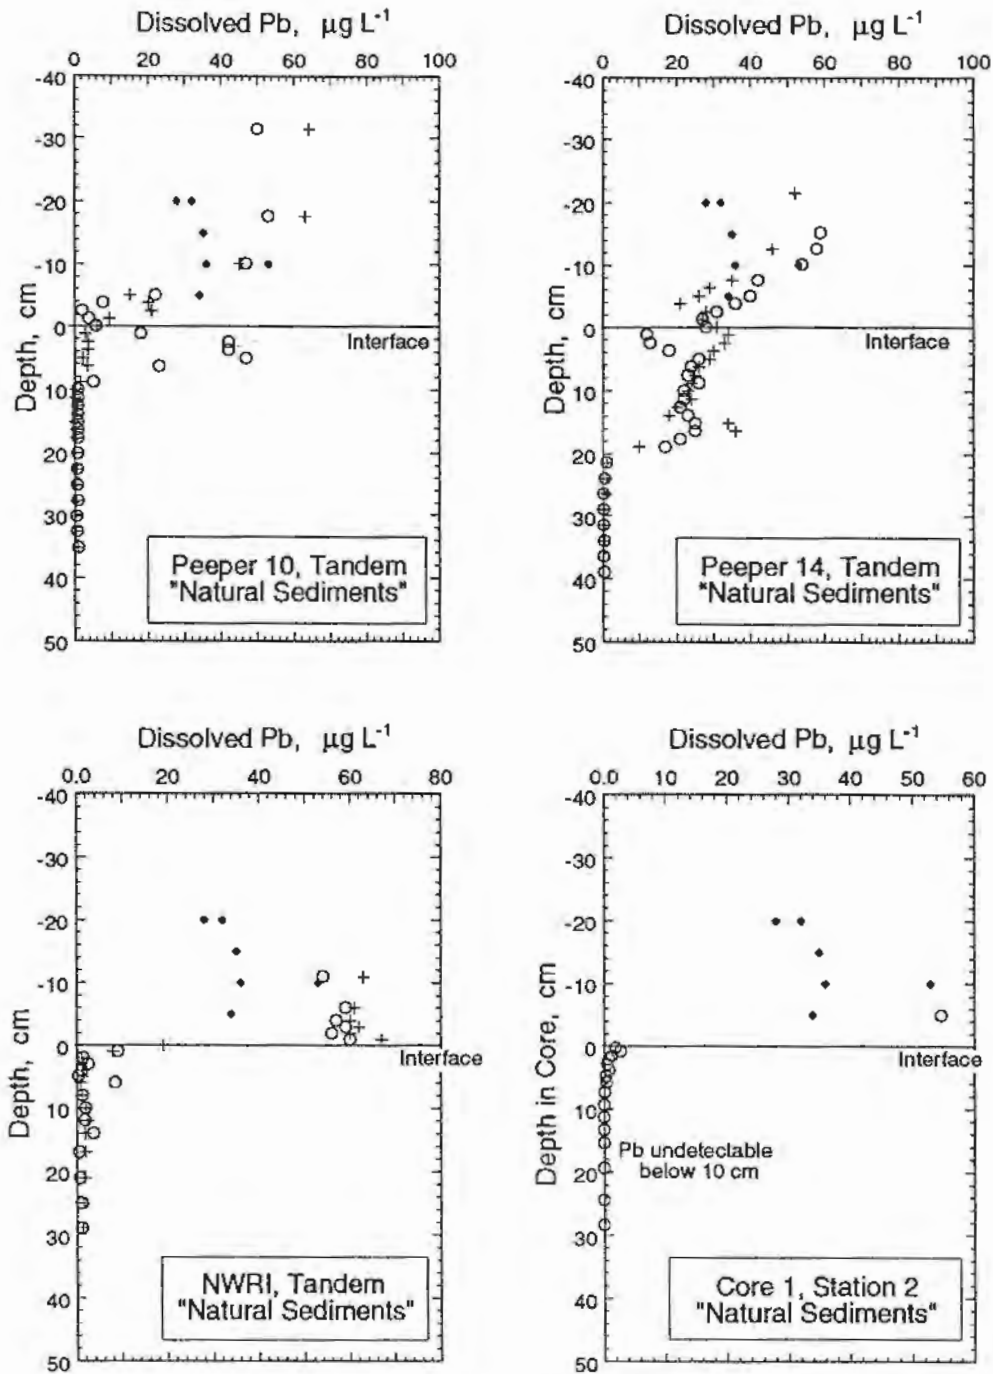 Dissolved Pb, µg L-1
0 20 40 60 80 100
-40
-30
-20
-10
0
10
20
30
40
50
Depth, cm
Interface
Peeper 10, Tandem
"Natural Sediments"
Dissolved Pb, µg L-1
0 20 40 60 80 100
-40
-30
-20
-10
0
10
20
30
40
50
Depth, cm
Interface
Peeper 14, Tandem
"Natural Sediments"
Dissolved Pb, µg L-1
0.0 20 40 60 80
-40
-30
-20
-10
0
10
20
30
40
50
Depth, cm
Interface
NWRI, Tandem
"Natural Sediments"
Dissolved Pb, µg L-1
0.0 10 20 30 40 50 60
-40
-30
-20
-10
0
10
20
30
40
50
Depth in Core, cm
Interface
Pb undetectable
below 10 cm
Core 1, Station 2
"Natural Sediments"